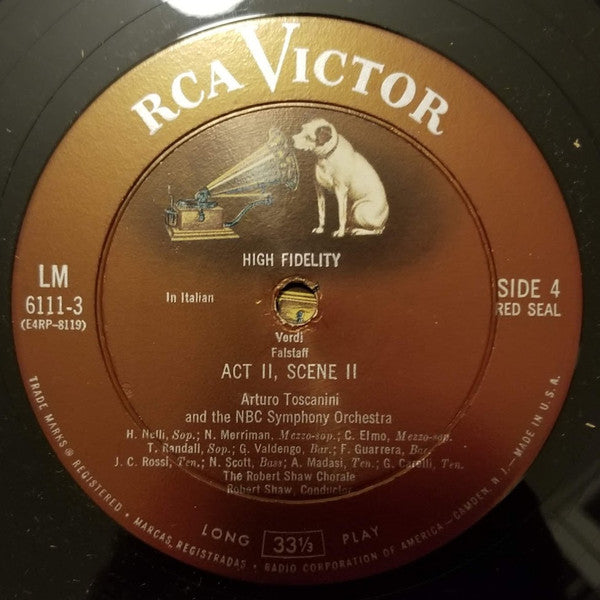 RCA VICTOR
HIGH FIDELITY
LM
6111-3
(E4RP-8119)
In Italian
SIDE 4
RED SEAL
Verdi
Falstaff
ACT II, SCENE II
Arturo Toscanini
and the NBC Symphony Orchestra
H. Nelli, Sop.; N. Merriman, Mezzo-sop.; C. Elmo, Mezzo-sop.
T. Randall, Sop.; G. Valdengo, Bar.; F. Guarrera, Bar.
J. C. Rossi, Ten.; N. Scott, Bass; A. Madasi, Ten.; G. Carelli, Ten.
The Robert Shaw Chorale
Robert Shaw, Conductor
LONG 33⅓ PLAY
TRADE MARKS ® REGISTERED • MARCAS REGISTRADAS • RADIO CORPORATION OF AMERICA—CAMDEN, N. J.—MADE IN U.S.A.